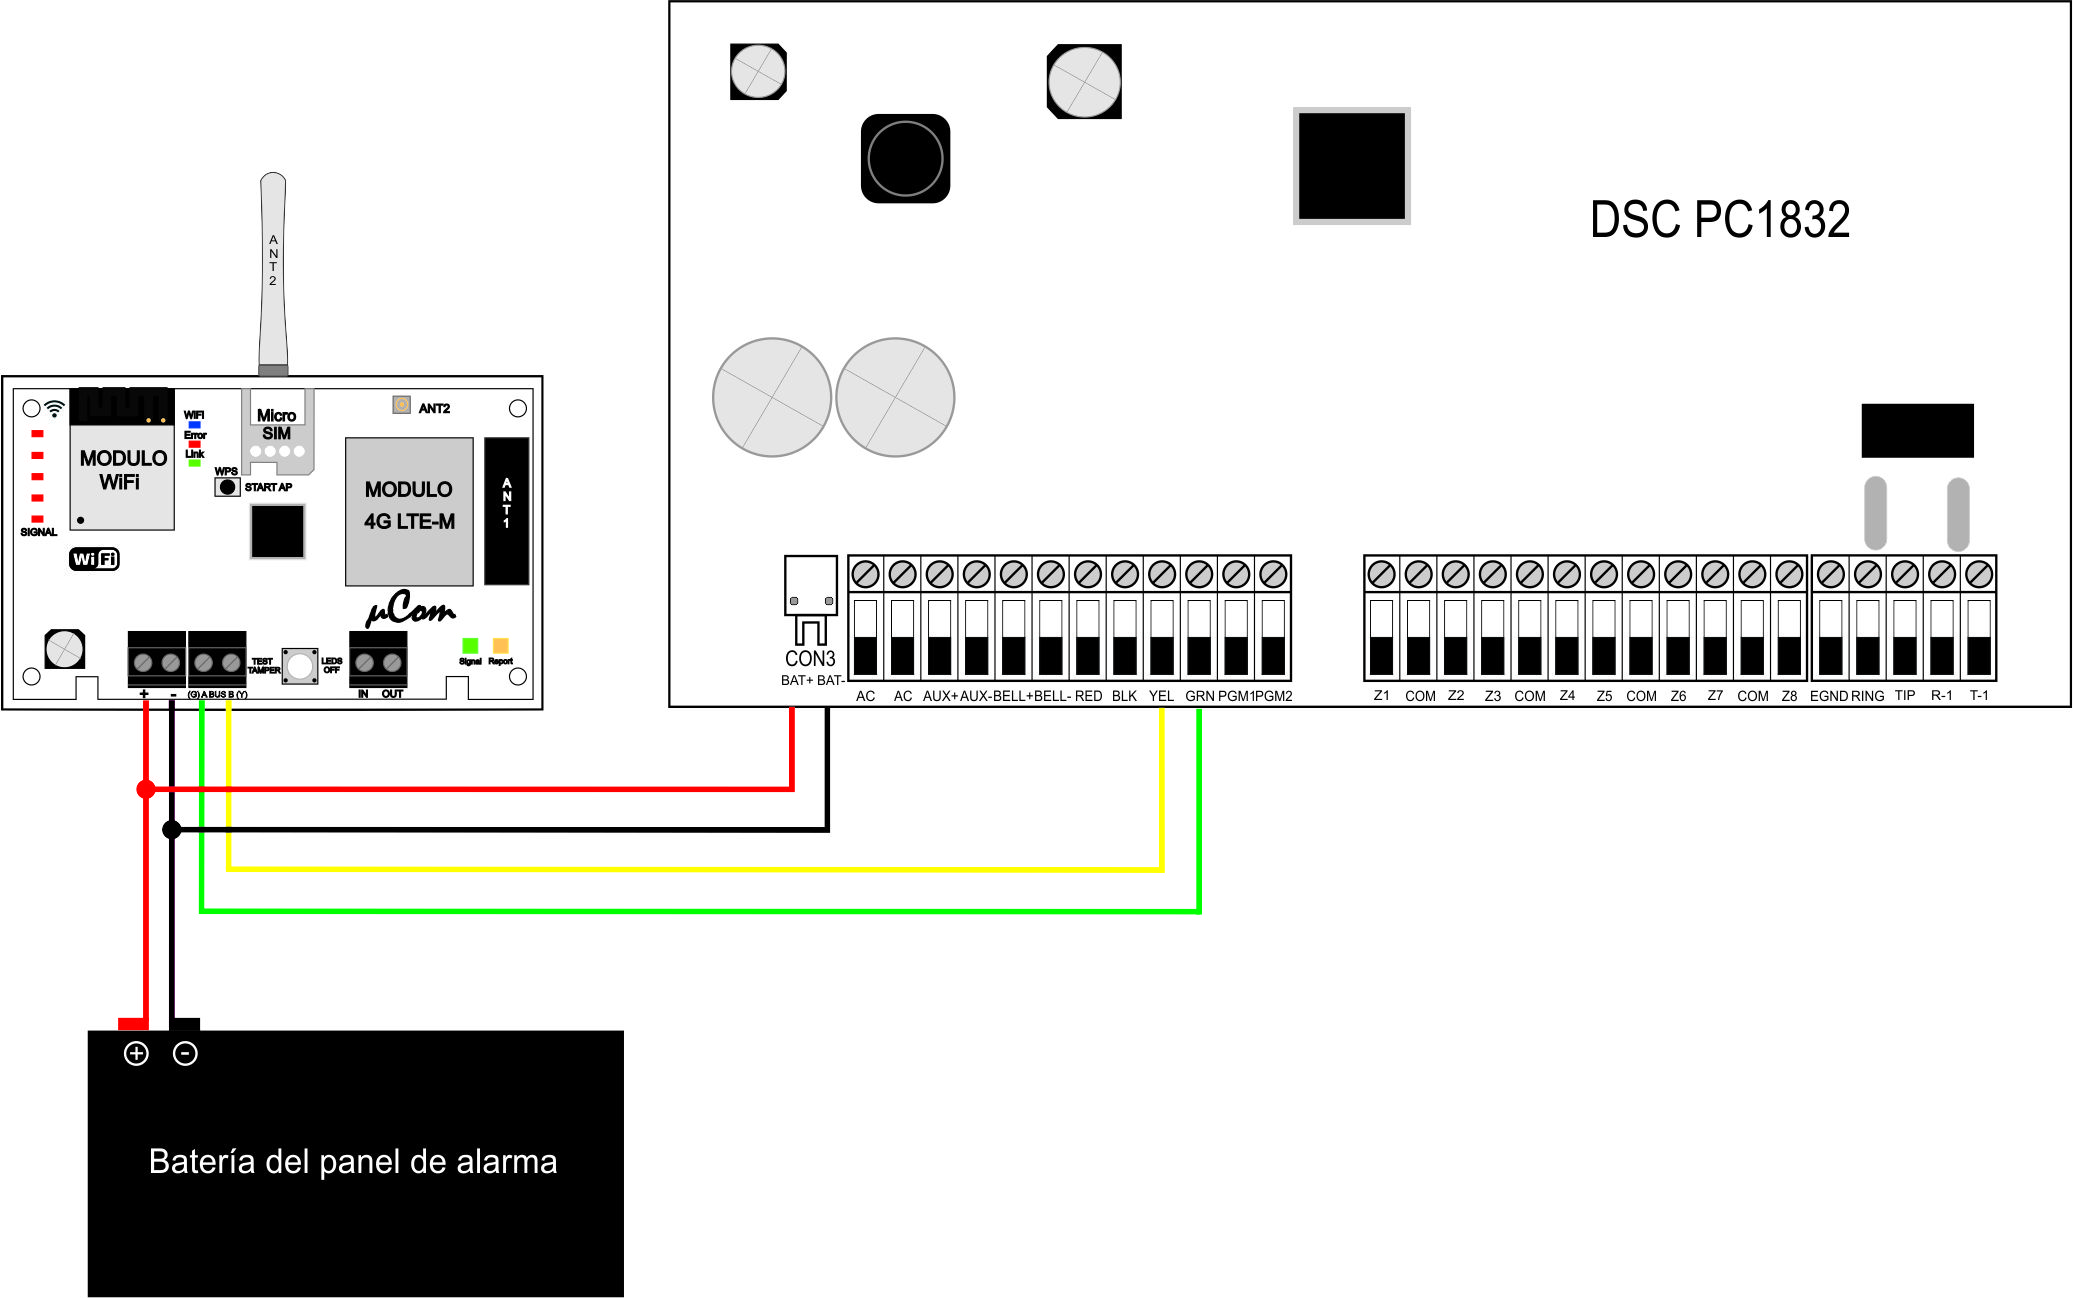 DSC PC1832
A
N
T
2
WiFi
Error
Link
Micro
SIM
ANT2
MODULO
WiFi
WPS
START AP
MODULO
4G LTE-M
A
N
T
1
SIGNAL
WiFi
µCom
TEST
TAMPER
LEDS
OFF
Signal
Report
+
-
(G) A BUS B (Y)
IN
OUT
CON3
BAT+ BAT-
AC
AC
AUX+
AUX-
BELL+
BELL-
RED
BLK
YEL
GRN
PGM1
PGM2
Z1
COM
Z2
Z3
COM
Z4
Z5
COM
Z6
Z7
COM
Z8
EGND
RING
TIP
R-1
T-1
+
-
Batería del panel de alarma